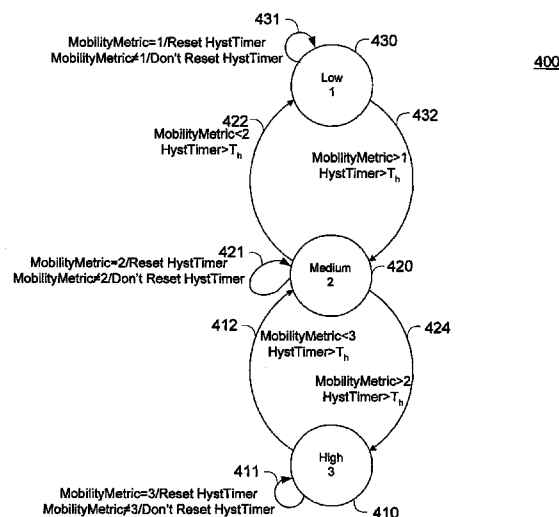 431
MobilityMetric=1/Reset HystTimer
MobilityMetric≠1/Don't Reset HystTimer
430
400
Low
1
422
432
MobilityMetric<2
HystTimer>Th
MobilityMetric>1
HystTimer>Th
421
MobilityMetric=2/Reset HystTimer
MobilityMetric≠2/Don't Reset HystTimer
Medium
2
420
412
424
MobilityMetric<3
HystTimer>Th
MobilityMetric>2
HystTimer>Th
High
3
411
MobilityMetric=3/Reset HystTimer
MobilityMetric≠3/Don't Reset HystTimer
410